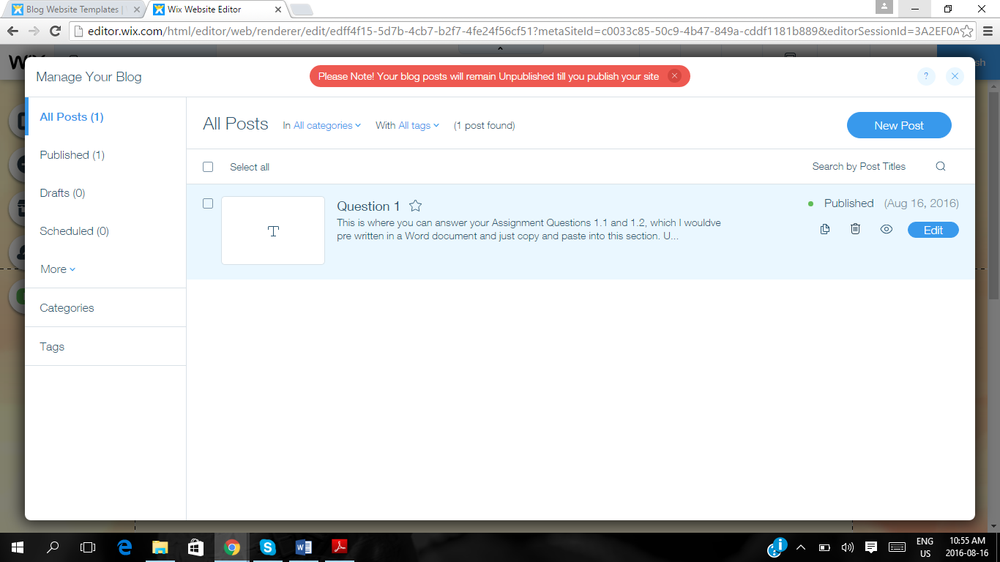 Blog Website Templates |
Wix Website Editor
editor.wix.com/html/editor/web/renderer/edit/edff4f15-5d7b-4cb7-b2f7-4fe24f56cf51?metaSiteId=c0033c85-50c9-4b47-849a-cddf1181b889&editorSessionId=3A2EF0A
Manage Your Blog
Please Note! Your blog posts will remain Unpublished till you publish your site
?
All Posts (1)
Published (1)
Drafts (0)
Scheduled (0)
More
Categories
Tags
All Posts In All categories With All tags (1 post found)
New Post
Select all
Search by Post Titles
T
Question 1
This is where you can answer your Assignment Questions 1.1 and 1.2, which I wouldve
pre written in a Word document and just copy and paste into this section. U...
Published (Aug 16, 2016)
Edit
ENG
US
10:55 AM
2016-08-16